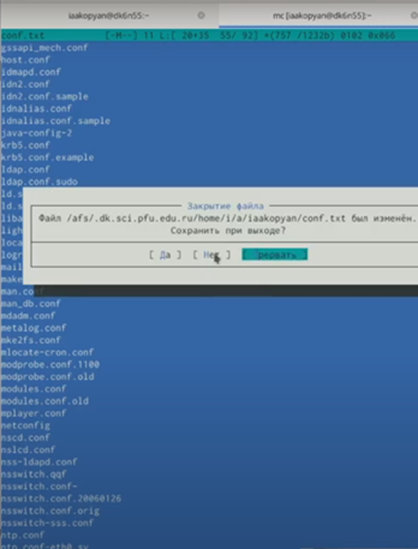 iaakopyan@dk6n55:~ mc [iaakopyan@dk6n55]:~
conf.txt [-M--] 11 L:[ 20+35 55/ 92] *(757 /1232b) 0102 0x066
gssapi_mech.conf
host.conf
idmapd.conf
idn2.conf
idn2.conf.sample
idnalias.conf
idnalias.conf.sample
java-config-2
krb5.conf
krb5.conf.example
ldap.conf
ldap.conf.sudo
ld.s
ld.s
liba
ligh
loca
logr
mail
make
Закрытие файла
Файл /afs/.dk.sci.pfu.edu.ru/home/i/a/iaakopyan/conf.txt был изменён.
Сохранить при выходе?
[ Да ] [ Нет ] [ Прервать ]
man.co
man_db.conf
mdadm.conf
metalog.conf
mke2fs.conf
mlocate-cron.conf
modprobe.conf.1100
modprobe.conf.old
modules.conf
modules.conf.old
mplayer.conf
netconfig
nscd.conf
nslcd.conf
nss-ldapd.conf
nsswitch.qqf
nsswitch.conf-
nsswitch.conf.20060126
nsswitch.conf.orig
nsswitch-sss.conf
ntp.conf
ntp.conf-eth0.sv